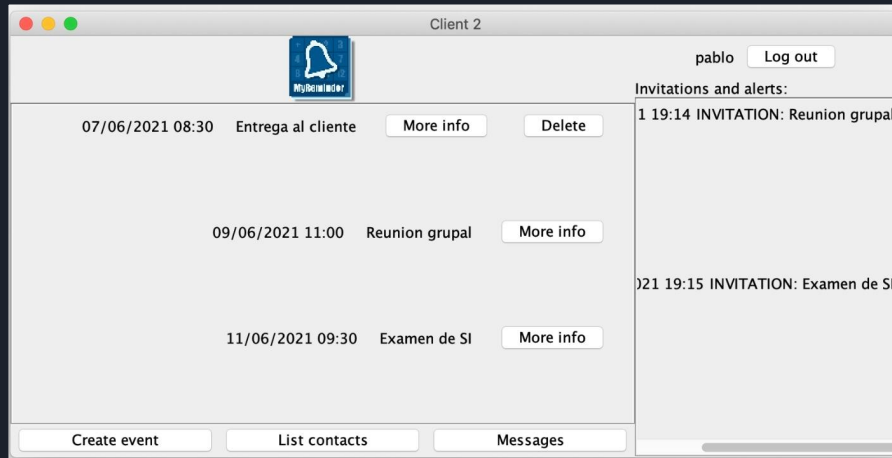 Client 2
MyReminder
pablo Log out
Invitations and alerts:
07/06/2021 08:30 Entrega al cliente More info Delete
1 19:14 INVITATION: Reunion grupal
09/06/2021 11:00 Reunion grupal More info
021 19:15 INVITATION: Examen de SI
11/06/2021 09:30 Examen de SI More info
Create event List contacts Messages